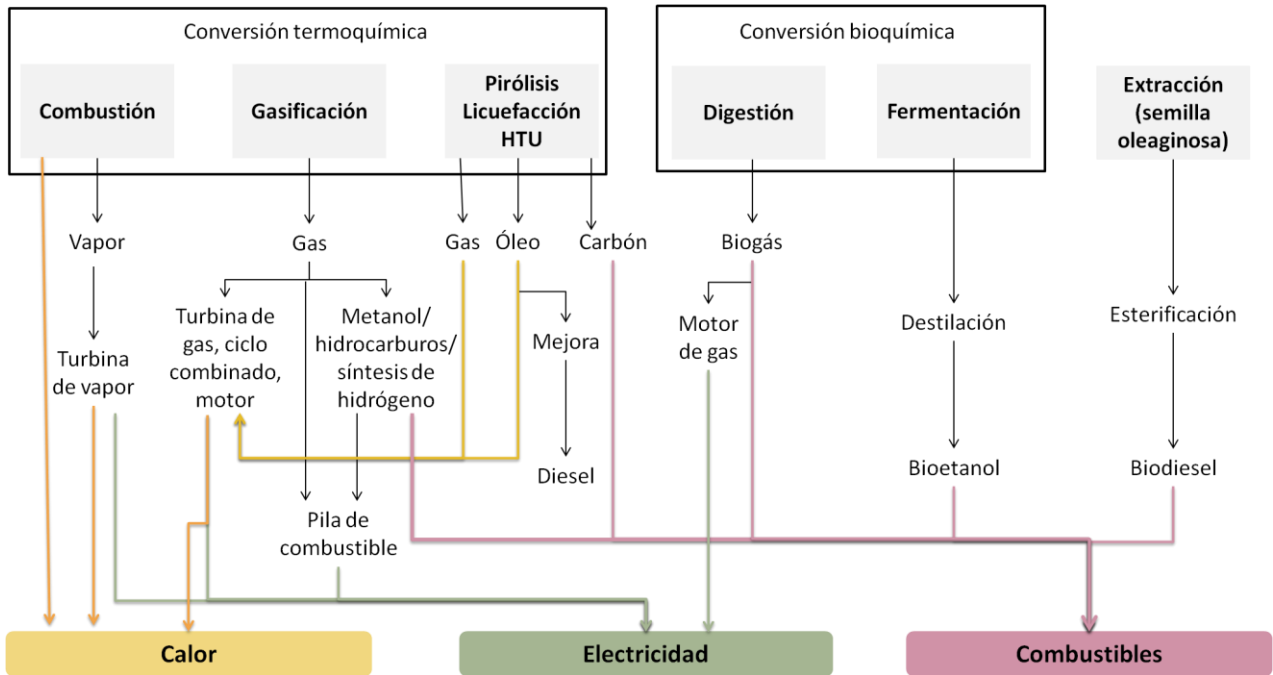 Conversión termoquímica
Conversión bioquímica
Combustión
Gasificación
Pirólisis
Licuefacción
HTU
Digestión
Fermentación
Extracción
(semilla
oleaginosa)
Vapor
Gas
Gas
Óleo
Carbón
Biogás
Turbina
de vapor
Turbina de
gas, ciclo
combinado,
motor
Metanol/
hidrocarburos/
síntesis de
hidrógeno
Mejora
Motor
de gas
Destilación
Esterificación
Diesel
Bioetanol
Biodiesel
Pila de
combustible
Calor
Electricidad
Combustibles